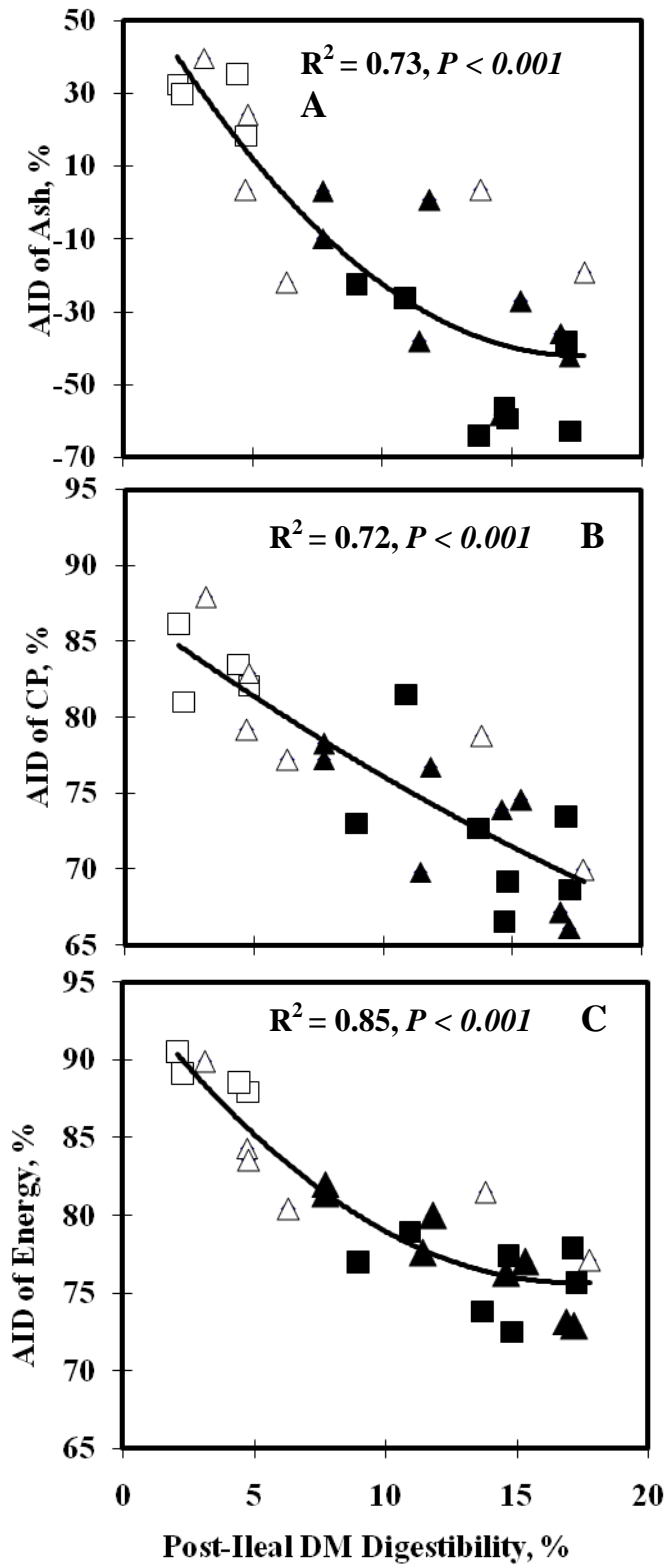 50
30
10
-10
-30
-50
-70
AID of Ash, %
R² = 0.73, P < 0.001
A
95
90
85
80
75
70
65
AID of CP, %
R² = 0.72, P < 0.001 B
95
90
85
80
75
70
65
AID of Energy, %
R² = 0.85, P < 0.001 C
0 5 10 15 20
Post-Ileal DM Digestibility, %